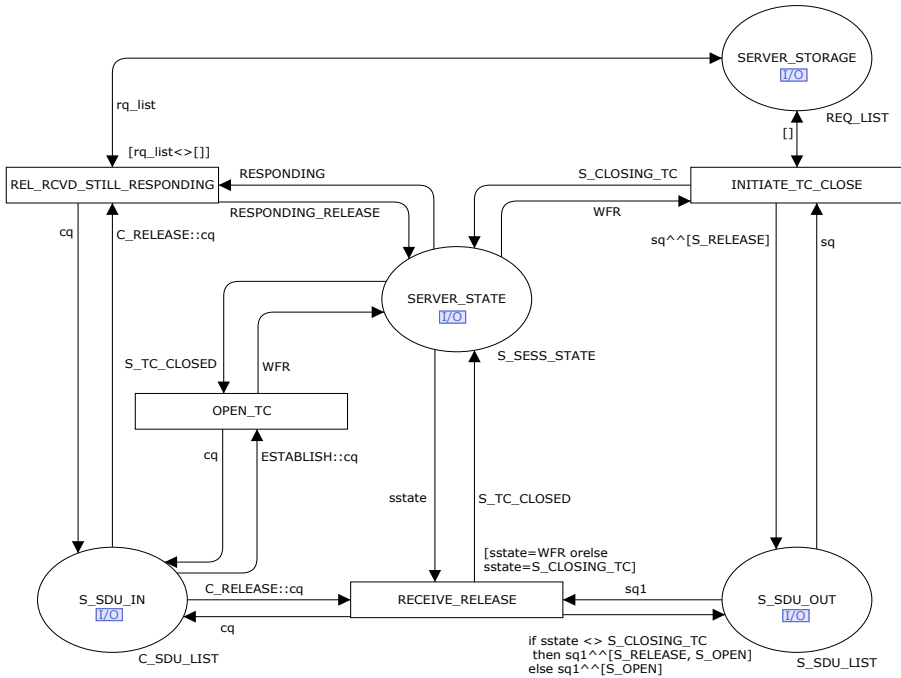 SERVER_STORAGE
I/O
REQ_LIST
rq_list
[]
[rq_list<>[]]
REL_RCVD_STILL_RESPONDING
RESPONDING
S_CLOSING_TC
INITIATE_TC_CLOSE
RESPONDING_RELEASE
WFR
cq
C_RELEASE::cq
sq^^[S_RELEASE]
sq
SERVER_STATE
I/O
S_SESS_STATE
S_TC_CLOSED
WFR
OPEN_TC
cq
ESTABLISH::cq
sstate
S_TC_CLOSED
[sstate=WFR orelse
sstate=S_CLOSING_TC]
S_SDU_IN
I/O
C_SDU_LIST
C_RELEASE::cq
cq
RECEIVE_RELEASE
sq1
S_SDU_OUT
I/O
S_SDU_LIST
if sstate <> S_CLOSING_TC
then sq1^^[S_RELEASE, S_OPEN]
else sq1^^[S_OPEN]